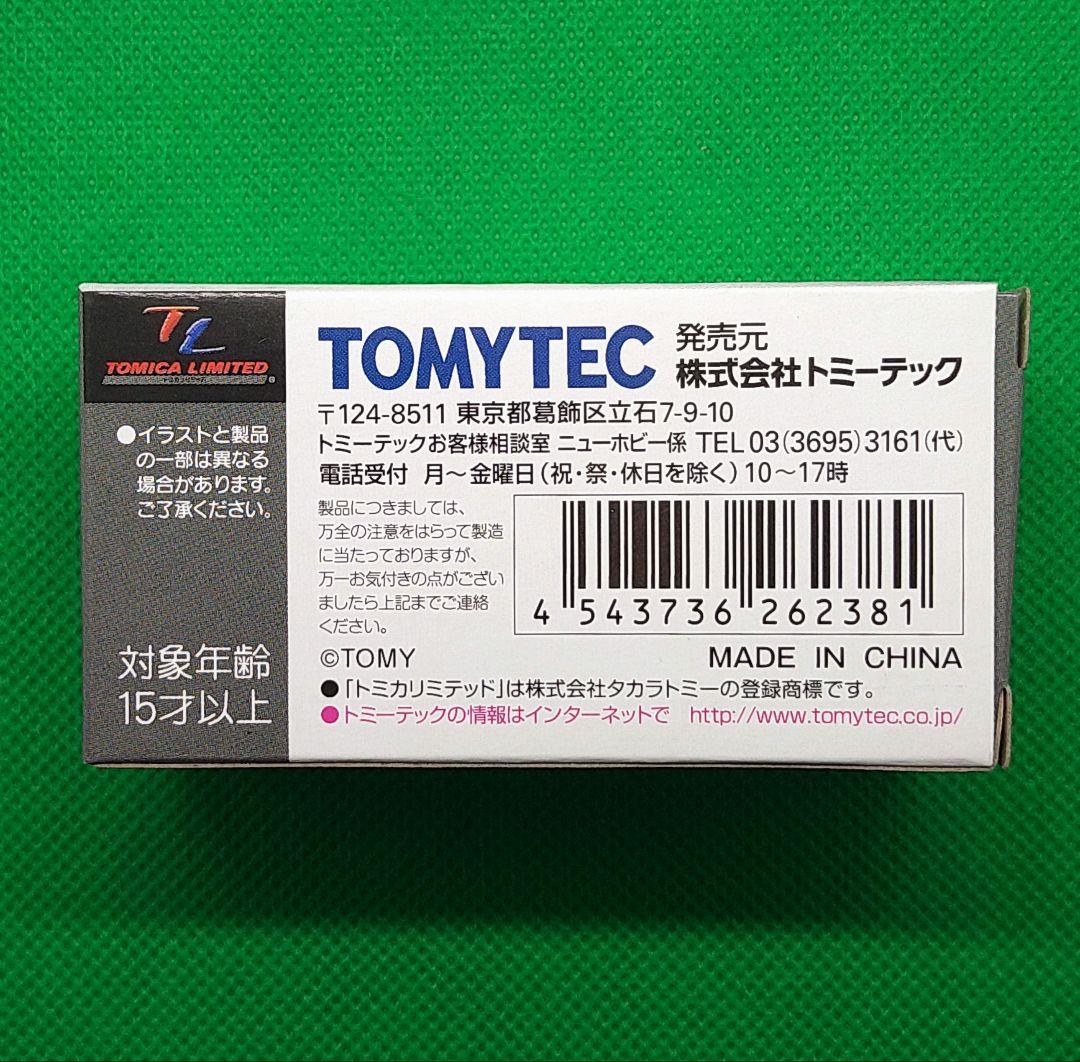 TL
TOMICA LIMITED
トミカリミテッド®
●イラストと製品
の一部は異なる
場合があります。
ご了承ください。
対象年齢
15才以上
TOMYTEC 発売元
株式会社トミーテック
〒124-8511 東京都葛飾区立石7-9-10
トミーテックお客様相談室 ニューホビー係 TEL 03(3695)3161(代)
電話受付 月～金曜日(祝・祭・休日を除く)10～17時
製品につきましては、
万全の注意をはらって製造
に当たっておりますが、
万一お気付きの点がござい
ましたら上記までご連絡
ください。
4 543736 262381
©TOMY MADE IN CHINA
●「トミカリミテッド」は株式会社タカラトミーの登録商標です。
●トミーテックの情報はインターネットで http://www.tomytec.co.jp/